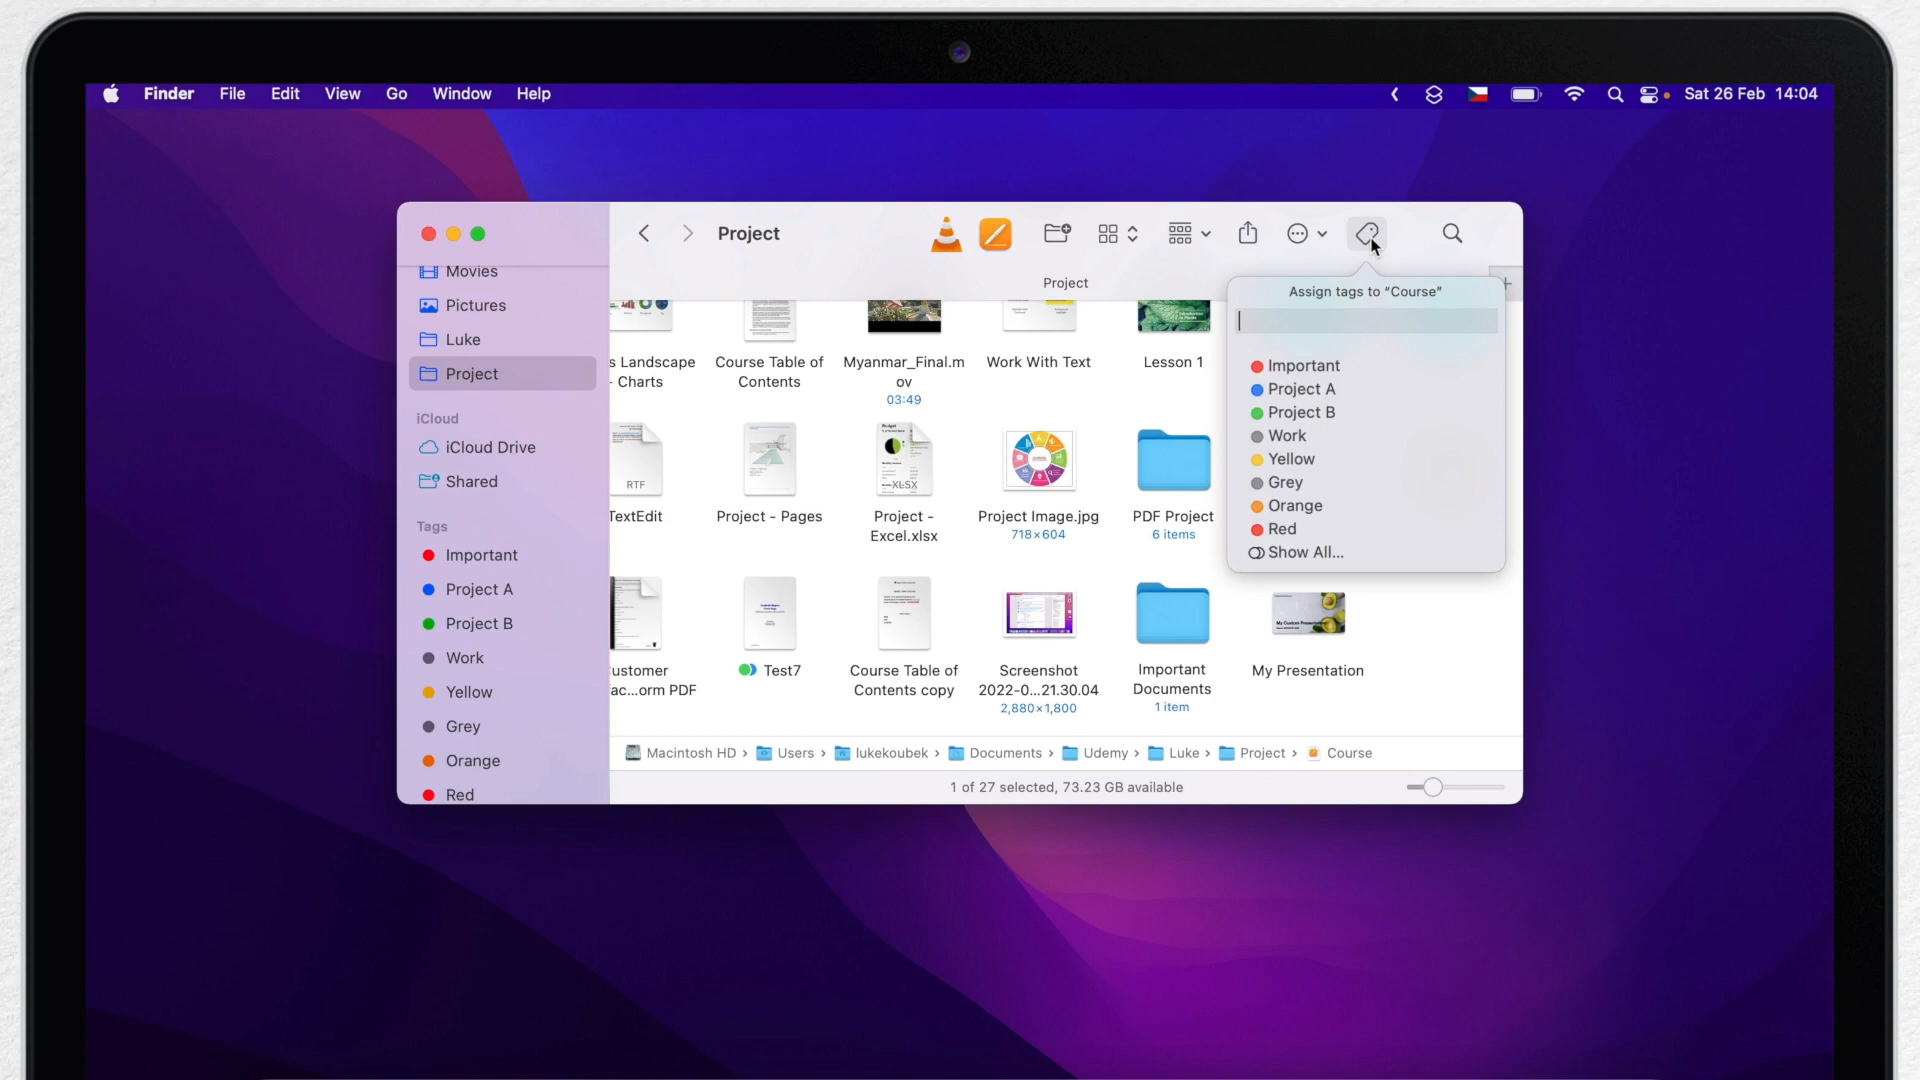 Finder File Edit View Go Window Help
Sat 26 Feb 14:04
Project
Project
Movies
Pictures
Luke
Project
iCloud
iCloud Drive
Shared
Tags
Important
Project A
Project B
Work
Yellow
Grey
Orange
Red
s Landscape
- Charts
Course Table of
Contents
Myanmar_Final.m
ov
03:49
Work With Text
Lesson 1
RTF
TextEdit
Project - Pages
XLSX
Project -
Excel.xlsx
Project Image.jpg
718×604
PDF Project
6 items
ustomer
ac...orm PDF
Test7
Course Table of
Contents copy
Screenshot
2022-0...21.30.04
2,880×1,800
Important
Documents
1 item
My Presentation
Assign tags to “Course”
Important
Project A
Project B
Work
Yellow
Grey
Orange
Red
Show All...
Macintosh HD › Users › lukekoubek › Documents › Udemy › Luke › Project › Course
1 of 27 selected, 73.23 GB available